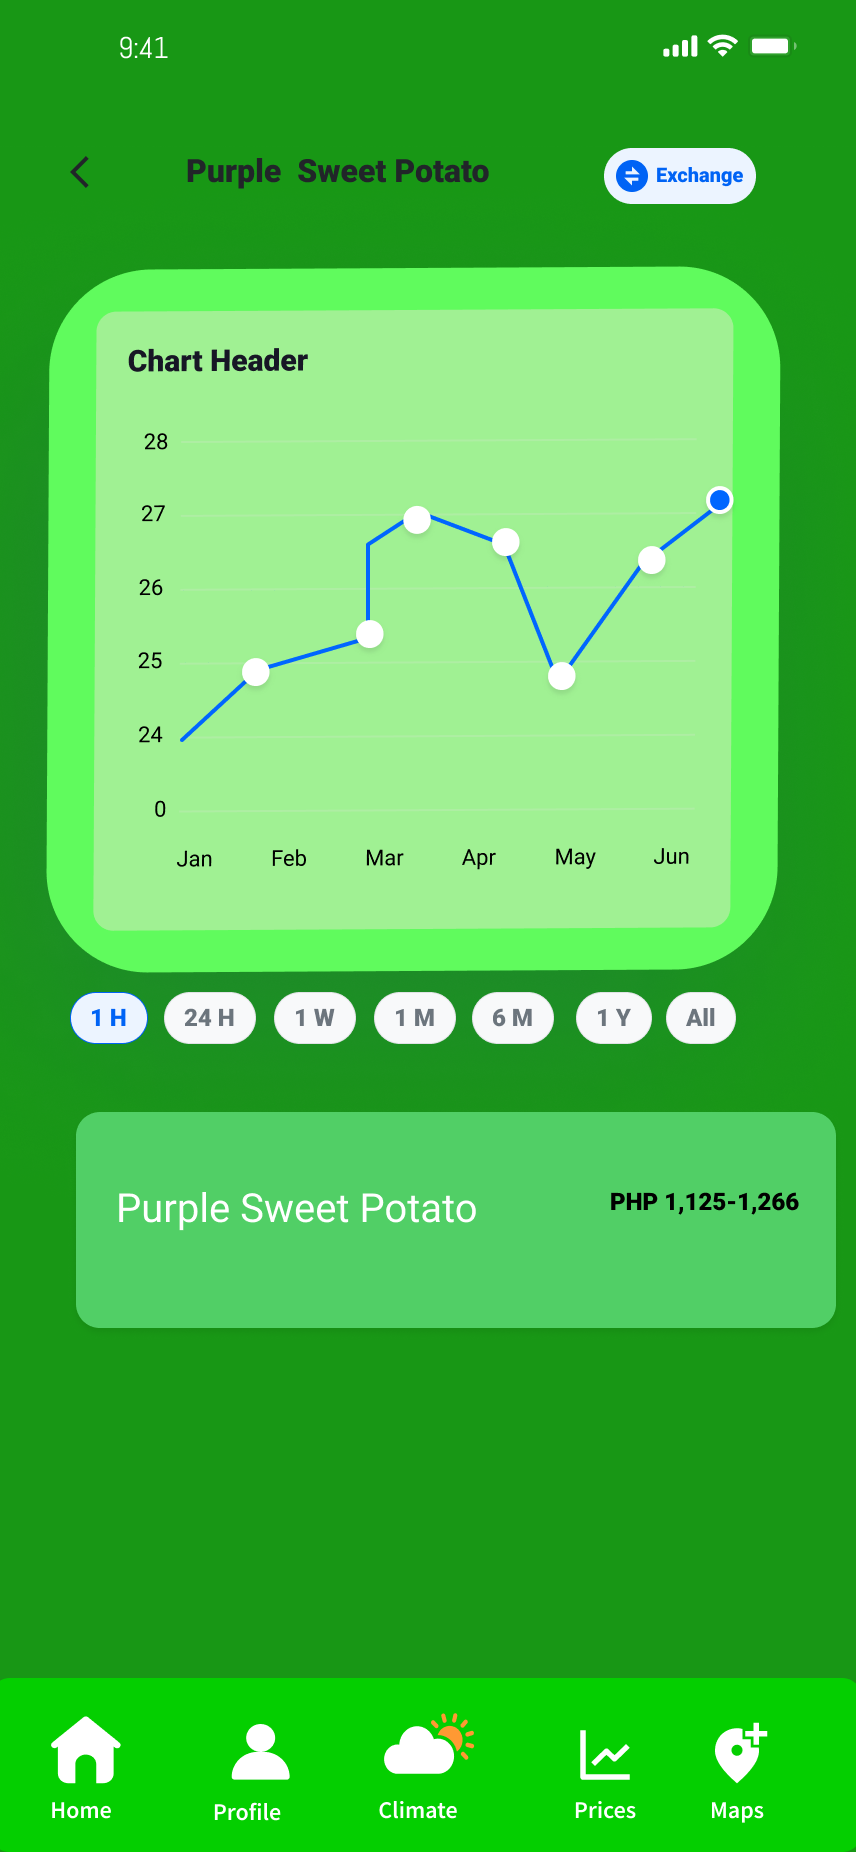 9:41
Purple  Sweet Potato
Exchange
Chart Header
28
27
26
25
24
0
Jan Feb Mar Apr May Jun
1 H 24 H 1 W 1 M 6 M 1 Y All
Purple Sweet Potato
PHP 1,125-1,266
Home Profile Climate Prices Maps